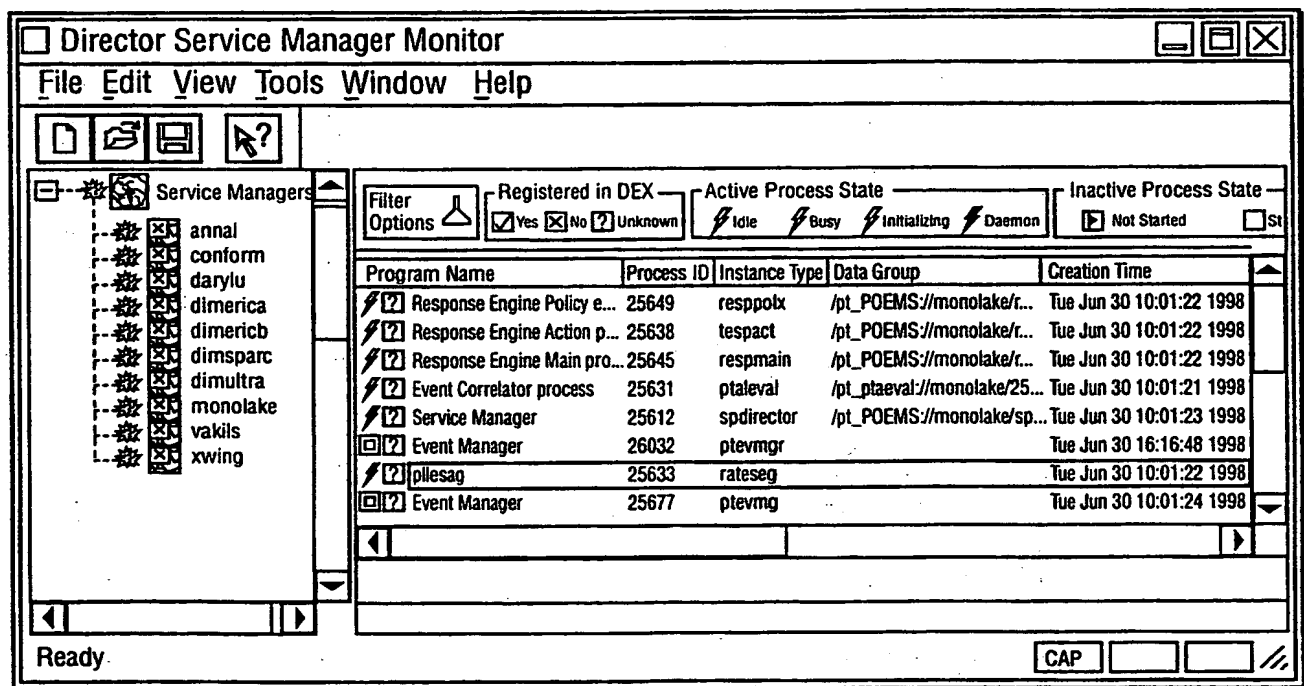 Director Service Manager Monitor
File Edit View Tools Window Help
?
Service Managers
annal
conform
darylu
dimerica
dimericb
dimsparc
dimultra
monolake
vakils
xwing
Filter Options
Registered in DEX
Yes No ? Unknown
Active Process State
Idle Busy Initializing Daemon
Inactive Process State
Not Started St
Program Name Process ID Instance Type Data Group Creation Time
? Response Engine Policy e... 25649 resppolx /pt_POEMS://monolake/r... Tue Jun 30 10:01:22 1998
? Response Engine Action p... 25638 tespact /pt_POEMS://monolake/r... Tue Jun 30 10:01:22 1998
? Response Engine Main pro... 25645 respmain /pt_POEMS://monolake/r... Tue Jun 30 10:01:22 1998
? Event Correlator process 25631 ptaleval /pt_ptaeval://monolake/25... Tue Jun 30 10:01:21 1998
? Service Manager 25612 spdirector /pt_POEMS://monolake/sp... Tue Jun 30 10:01:23 1998
? Event Manager 26032 ptevmgr Tue Jun 30 16:16:48 1998
? pllesag 25633 rateseg Tue Jun 30 10:01:22 1998
? Event Manager 25677 ptevmg Tue Jun 30 10:01:24 1998
Ready
CAP